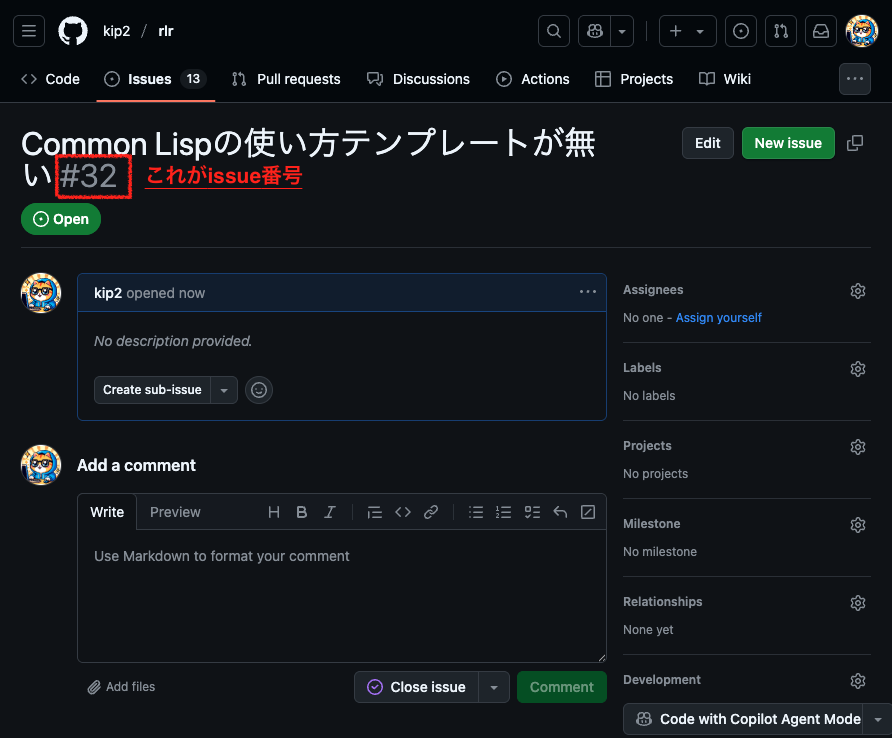 kip2 / rlr
Code Issues 13 Pull requests Discussions Actions Projects Wiki
Common Lispの使い方テンプレートが無
い #32 これがissue番号
Edit New issue
Open
kip2 opened now
No description provided.
Create sub-issue
Add a comment
Write Preview
Use Markdown to format your comment
Add files
Close issue Comment
Assignees
No one - Assign yourself
Labels
No labels
Projects
No projects
Milestone
No milestone
Relationships
None yet
Development
Code with Copilot Agent Mode